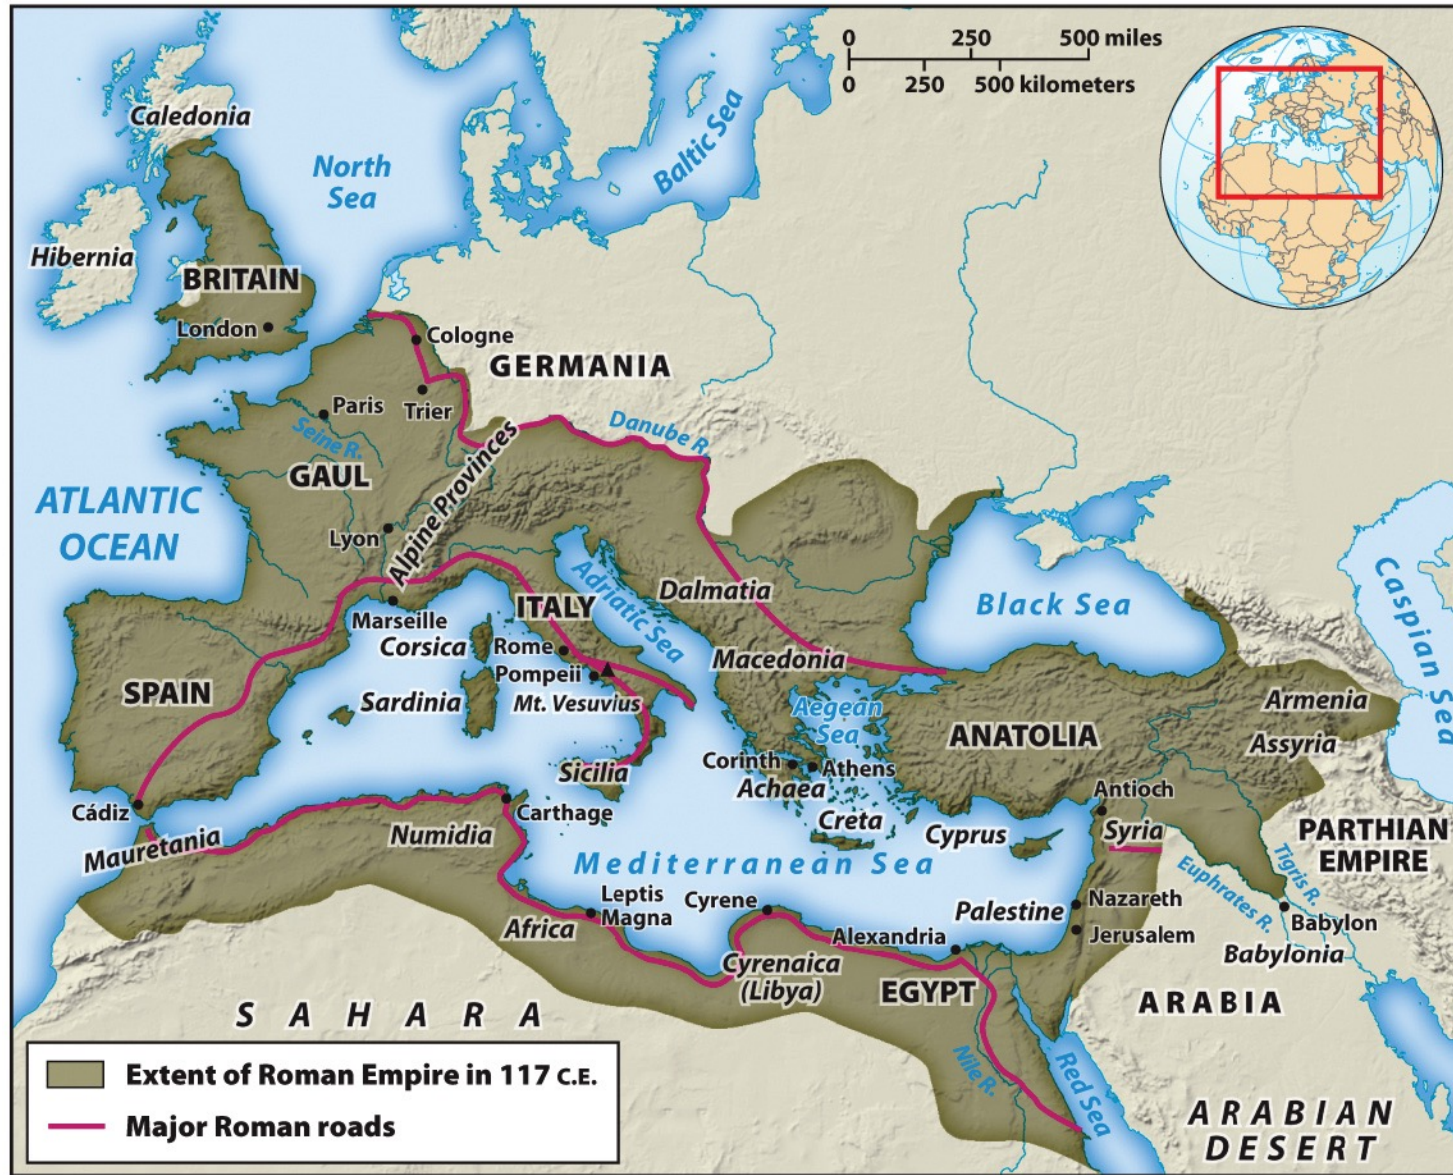 0 250 500 miles
0 250 500 kilometers
Caledonia
North
Sea
Baltic Sea
Hibernia
BRITAIN
London
Cologne
GERMANIA
Paris
Trier
Seine R.
Danube R.
GAUL
ATLANTIC
OCEAN
Lyon
Alpine Provinces
Caspian Sea
Dalmatia
Black Sea
Adriatic Sea
ITALY
Marseille
Corsica
Rome
Macedonia
Pompeii
SPAIN
Sardinia
Mt. Vesuvius
Aegean
Sea
ANATOLIA
Armenia
Assyria
Corinth
Athens
Sicilia
Achaea
Antioch
Cádiz
Carthage
Creta
Cyprus
Syria
PARTHIAN
EMPIRE
Mauretania
Numidia
Mediterranean Sea
Tigris R.
Euphrates R.
Leptis
Magna
Cyrene
Palestine
Nazareth
Babylon
Africa
Alexandria
Jerusalem
Babylonia
Cyrenaica
(Libya)
EGYPT
ARABIA
SAHARA
Nile R.
Red Sea
ARABIAN
DESERT
Extent of Roman Empire in 117 C.E.
Major Roman roads